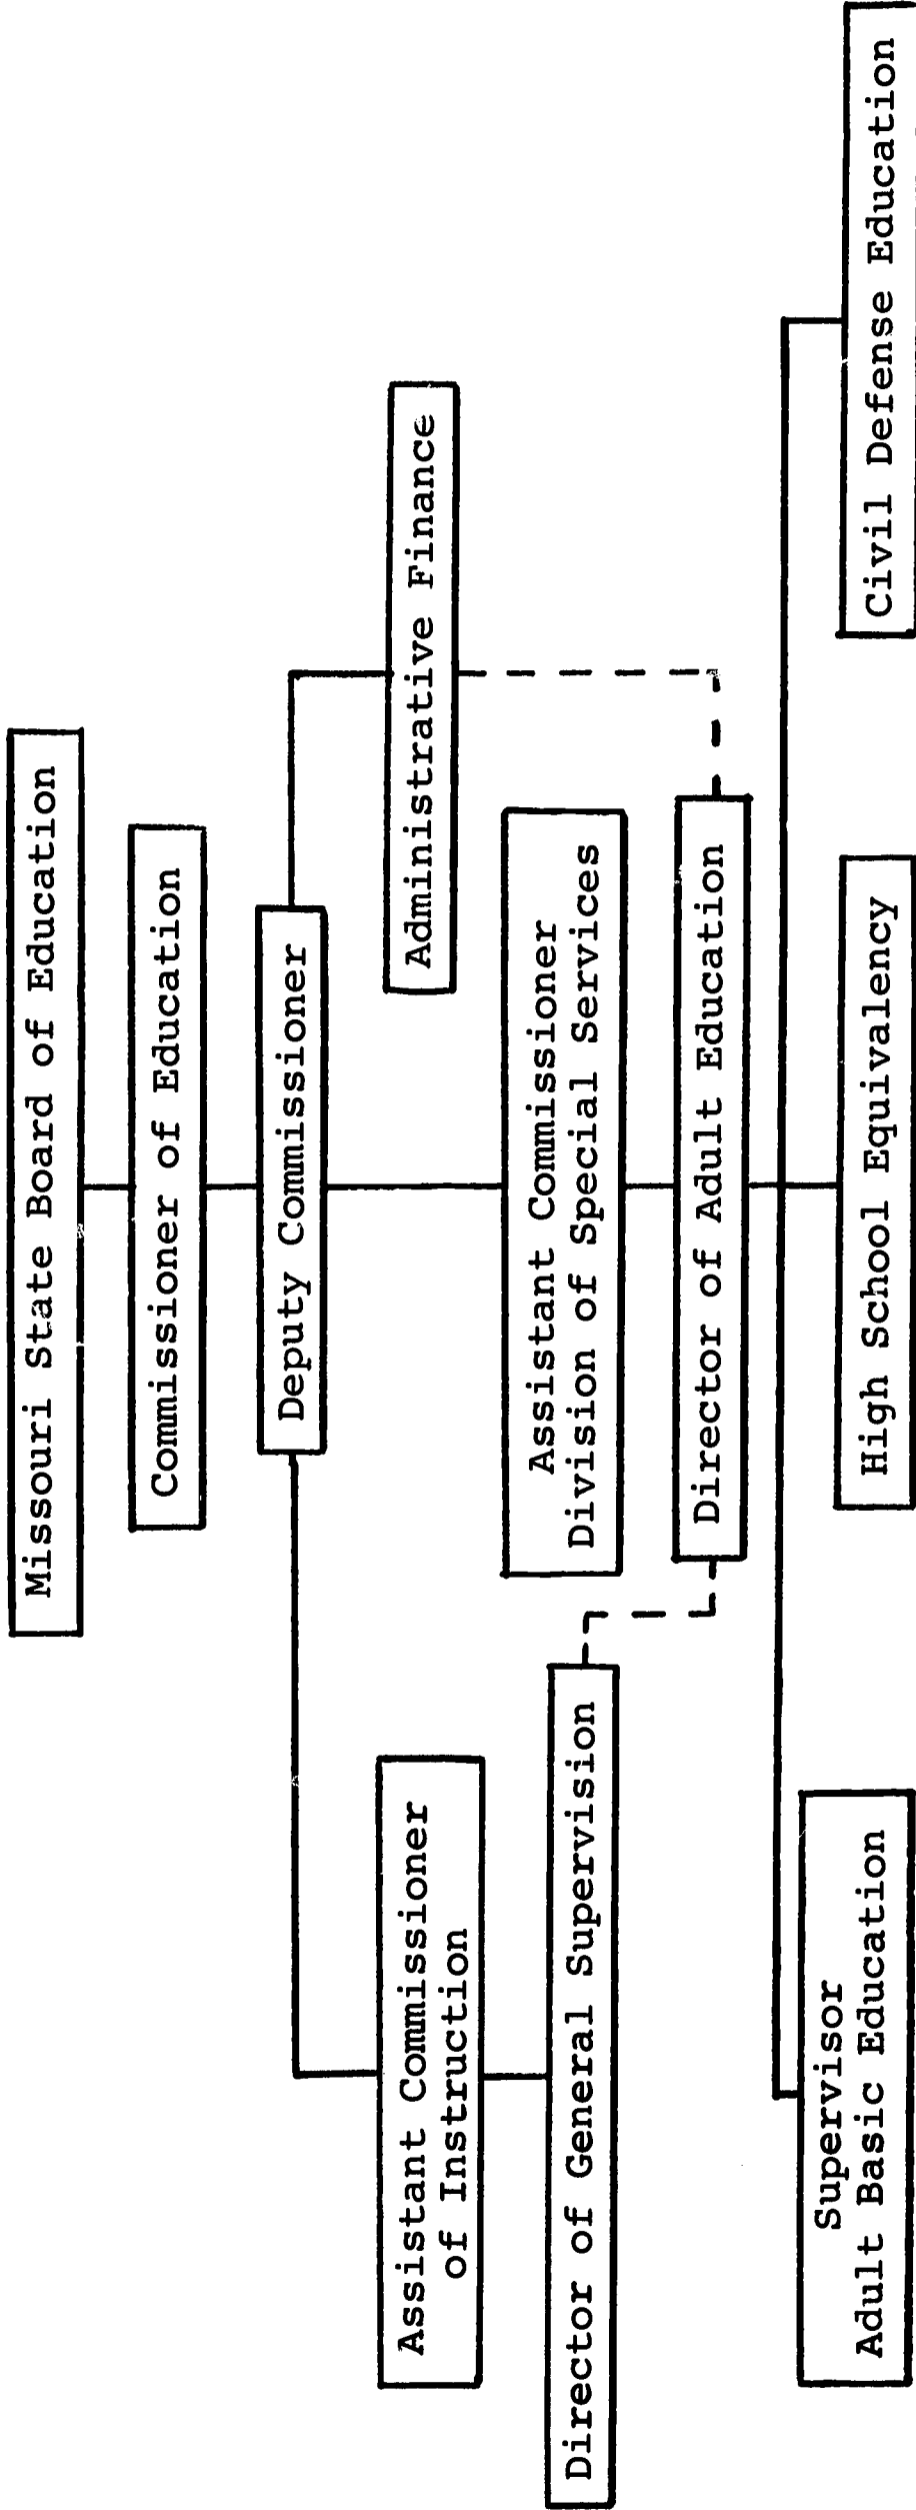 Missouri State Board of Education
Commissioner of Education
Deputy Commissioner
Assistant Commissioner
of Instruction
Administrative Finance
Director of General Supervision
Assistant Commissioner
Division of Special Services
Director of Adult Education
Supervisor
Adult Basic Education
High School Equivalency
Civil Defense Education